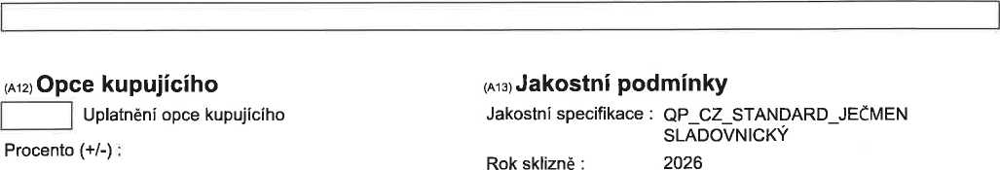 (A12) Opce kupujícího
Uplatnění opce kupujícího
Procento (+/-) :
(A13) Jakostní podmínky
Jakostní specifikace : QP_CZ_STANDARD_JEČMEN
SLADOVNICKÝ
Rok sklizně : 2026